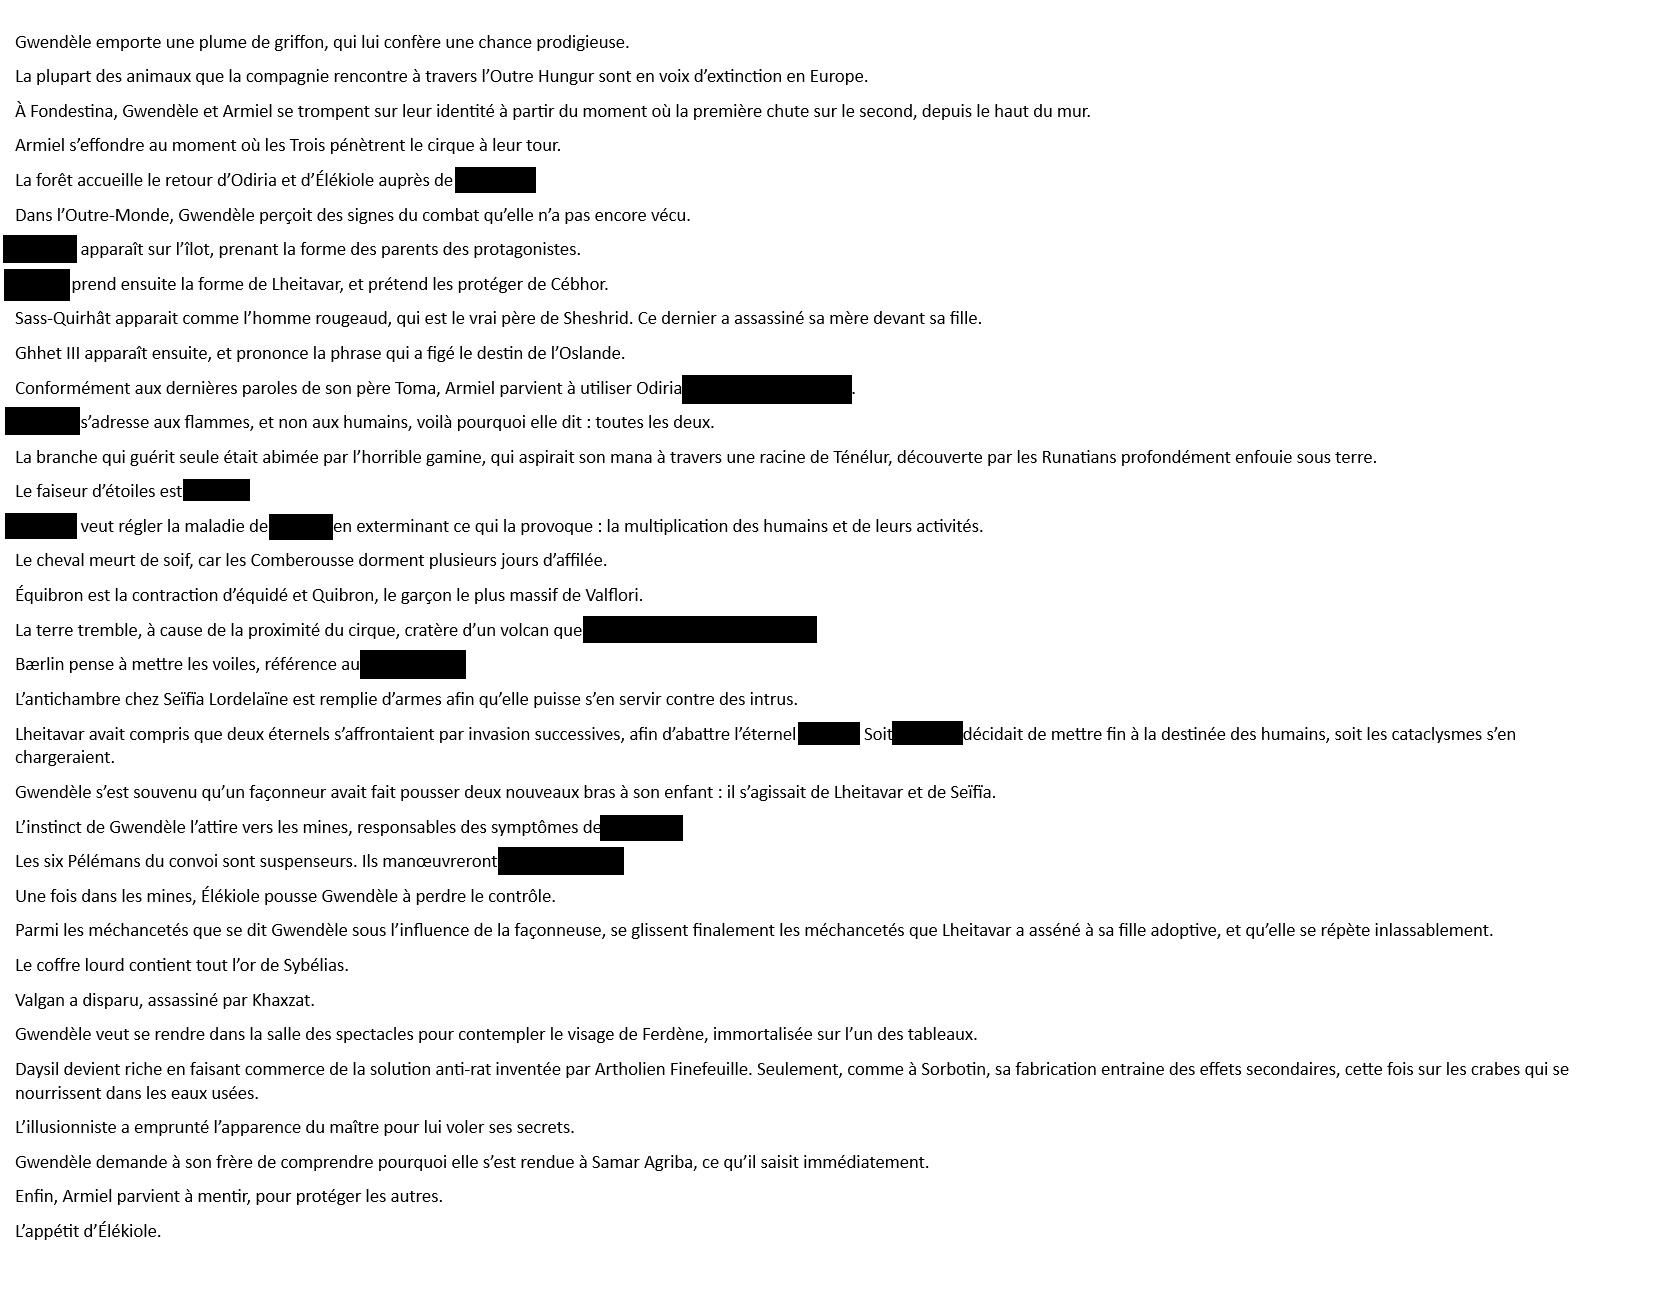 Gwendèle emporte une plume de griffon, qui lui confère une chance prodigieuse.
La plupart des animaux que la compagnie rencontre à travers l’Outre Hungur sont en voix d’extinction en Europe.
À Fondestina, Gwendèle et Armiel se trompent sur leur identité à partir du moment où la première chute sur le second, depuis le haut du mur.
Armiel s’effondre au moment où les Trois pénètrent le cirque à leur tour.
La forêt accueille le retour d’Odiria et d’Élékiole auprès de
Dans l’Outre-Monde, Gwendèle perçoit des signes du combat qu’elle n’a pas encore vécu.
apparaît sur l’îlot, prenant la forme des parents des protagonistes.
prend ensuite la forme de Lheitavar, et prétend les protéger de Cébhor.
Sass-Quirhât apparait comme l’homme rougeaud, qui est le vrai père de Sheshrid. Ce dernier a assassiné sa mère devant sa fille.
Ghhet III apparaît ensuite, et prononce la phrase qui a figé le destin de l’Oslande.
Conformément aux dernières paroles de son père Toma, Armiel parvient à utiliser Odiria .
s’adresse aux flammes, et non aux humains, voilà pourquoi elle dit : toutes les deux.
La branche qui guérit seule était abimée par l’horrible gamine, qui aspirait son mana à travers une racine de Ténélur, découverte par les Runatians profondément enfouie sous terre.
Le faiseur d’étoiles est
veut régler la maladie de en exterminant ce qui la provoque : la multiplication des humains et de leurs activités.
Le cheval meurt de soif, car les Comberousse dorment plusieurs jours d’affilée.
Équibron est la contraction d’équidé et Quibron, le garçon le plus massif de Valflori.
La terre tremble, à cause de la proximité du cirque, cratère d’un volcan que
Bærlin pense à mettre les voiles, référence au
L’antichambre chez Seïfïa Lordelaïne est remplie d’armes afin qu’elle puisse s’en servir contre des intrus.
Lheitavar avait compris que deux éternels s’affrontaient par invasion successives, afin d’abattre l’éternel Soit décidait de mettre fin à la destinée des humains, soit les cataclysmes s’en
chargeraient.
Gwendèle s’est souvenu qu’un façonneur avait fait pousser deux nouveaux bras à son enfant : il s’agissait de Lheitavar et de Seïfïa.
L’instinct de Gwendèle l’attire vers les mines, responsables des symptômes de
Les six Pélémans du convoi sont suspenseurs. Ils manœuvreront
Une fois dans les mines, Élékiole pousse Gwendèle à perdre le contrôle.
Parmi les méchancetés que se dit Gwendèle sous l’influence de la façonneuse, se glissent finalement les méchancetés que Lheitavar a asséné à sa fille adoptive, et qu’elle se répète inlassablement.
Le coffre lourd contient tout l’or de Sybélias.
Valgan a disparu, assassiné par Khaxzat.
Gwendèle veut se rendre dans la salle des spectacles pour contempler le visage de Ferdène, immortalisée sur l’un des tableaux.
Daysil devient riche en faisant commerce de la solution anti-rat inventée par Artholien Finefeuille. Seulement, comme à Sorbotin, sa fabrication entraine des effets secondaires, cette fois sur les crabes qui se
nourrissent dans les eaux usées.
L’illusionniste a emprunté l’apparence du maître pour lui voler ses secrets.
Gwendèle demande à son frère de comprendre pourquoi elle s’est rendue à Samar Agriba, ce qu’il saisit immédiatement.
Enfin, Armiel parvient à mentir, pour protéger les autres.
L’appétit d’Élékiole.